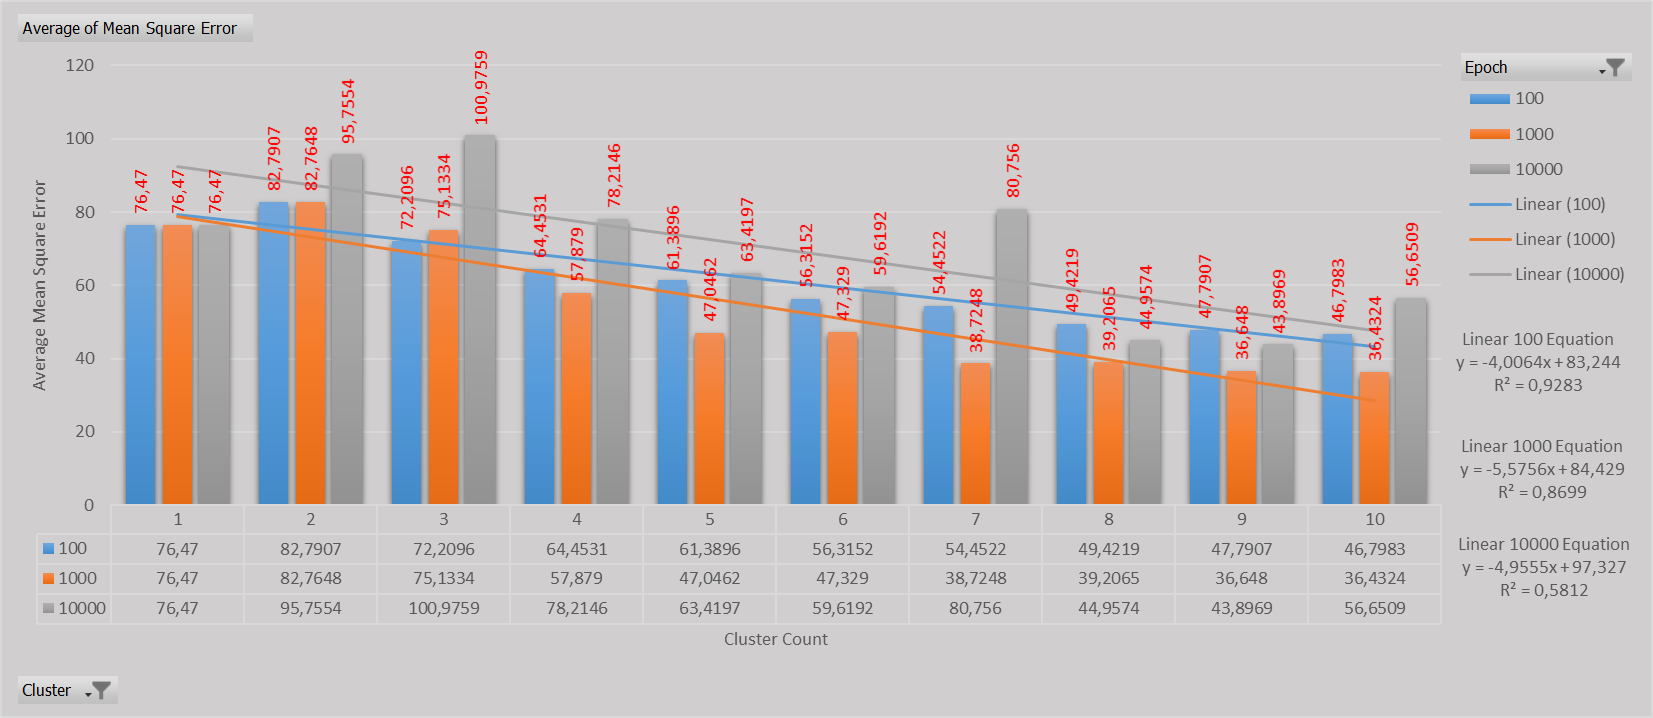 Average of Mean Square Error
120
100
80
60
40
20
0
Average Mean Square Error
76,47 76,47 76,47
82,7907 82,7648 95,7554
72,2096 75,1334 100,9759
64,4531 57,879 78,2146
61,3896 47,0462 63,4197
56,3152 47,329 59,6192
54,4522 38,7248 80,756
49,4219 39,2065 44,9574
47,7907 36,648 43,8969
46,7983 36,4324 56,6509
1 2 3 4 5 6 7 8 9 10
100 76,47 82,7907 72,2096 64,4531 61,3896 56,3152 54,4522 49,4219 47,7907 46,7983
1000 76,47 82,7648 75,1334 57,879 47,0462 47,329 38,7248 39,2065 36,648 36,4324
10000 76,47 95,7554 100,9759 78,2146 63,4197 59,6192 80,756 44,9574 43,8969 56,6509
Cluster Count
Epoch
100
1000
10000
Linear (100)
Linear (1000)
Linear (10000)
Linear 100 Equation
y = -4,0064x + 83,244
R² = 0,9283
Linear 1000 Equation
y = -5,5756x + 84,429
R² = 0,8699
Linear 10000 Equation
y = -4,9555x + 97,327
R² = 0,5812
Cluster